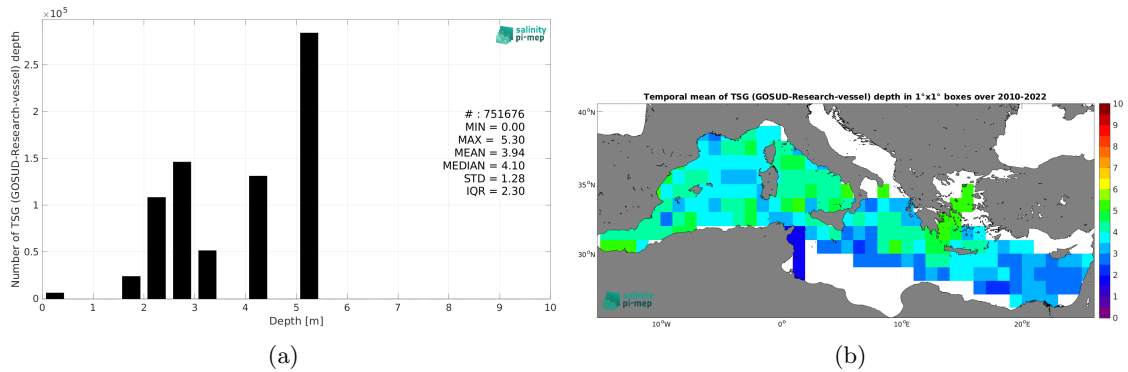 ×10⁵
salinity
pi-mep
2.5
2
1.5
1
0.5
0
Number of TSG (GOSUD-Research-vessel) depth
# : 751676
MIN = 0.00
MAX = 5.30
MEAN = 3.94
MEDIAN = 4.10
STD = 1.28
IQR = 2.30
0 1 2 3 4 5 6 7 8 9 10
Depth [m]
(a)
Temporal mean of TSG (GOSUD-Research-vessel) depth in 1°x1° boxes over 2010-2022
40°N
35°N
30°N
10°W 0° 10°E 20°E
10
9
8
7
6
5
4
3
2
1
0
salinity
pi-mep
(b)